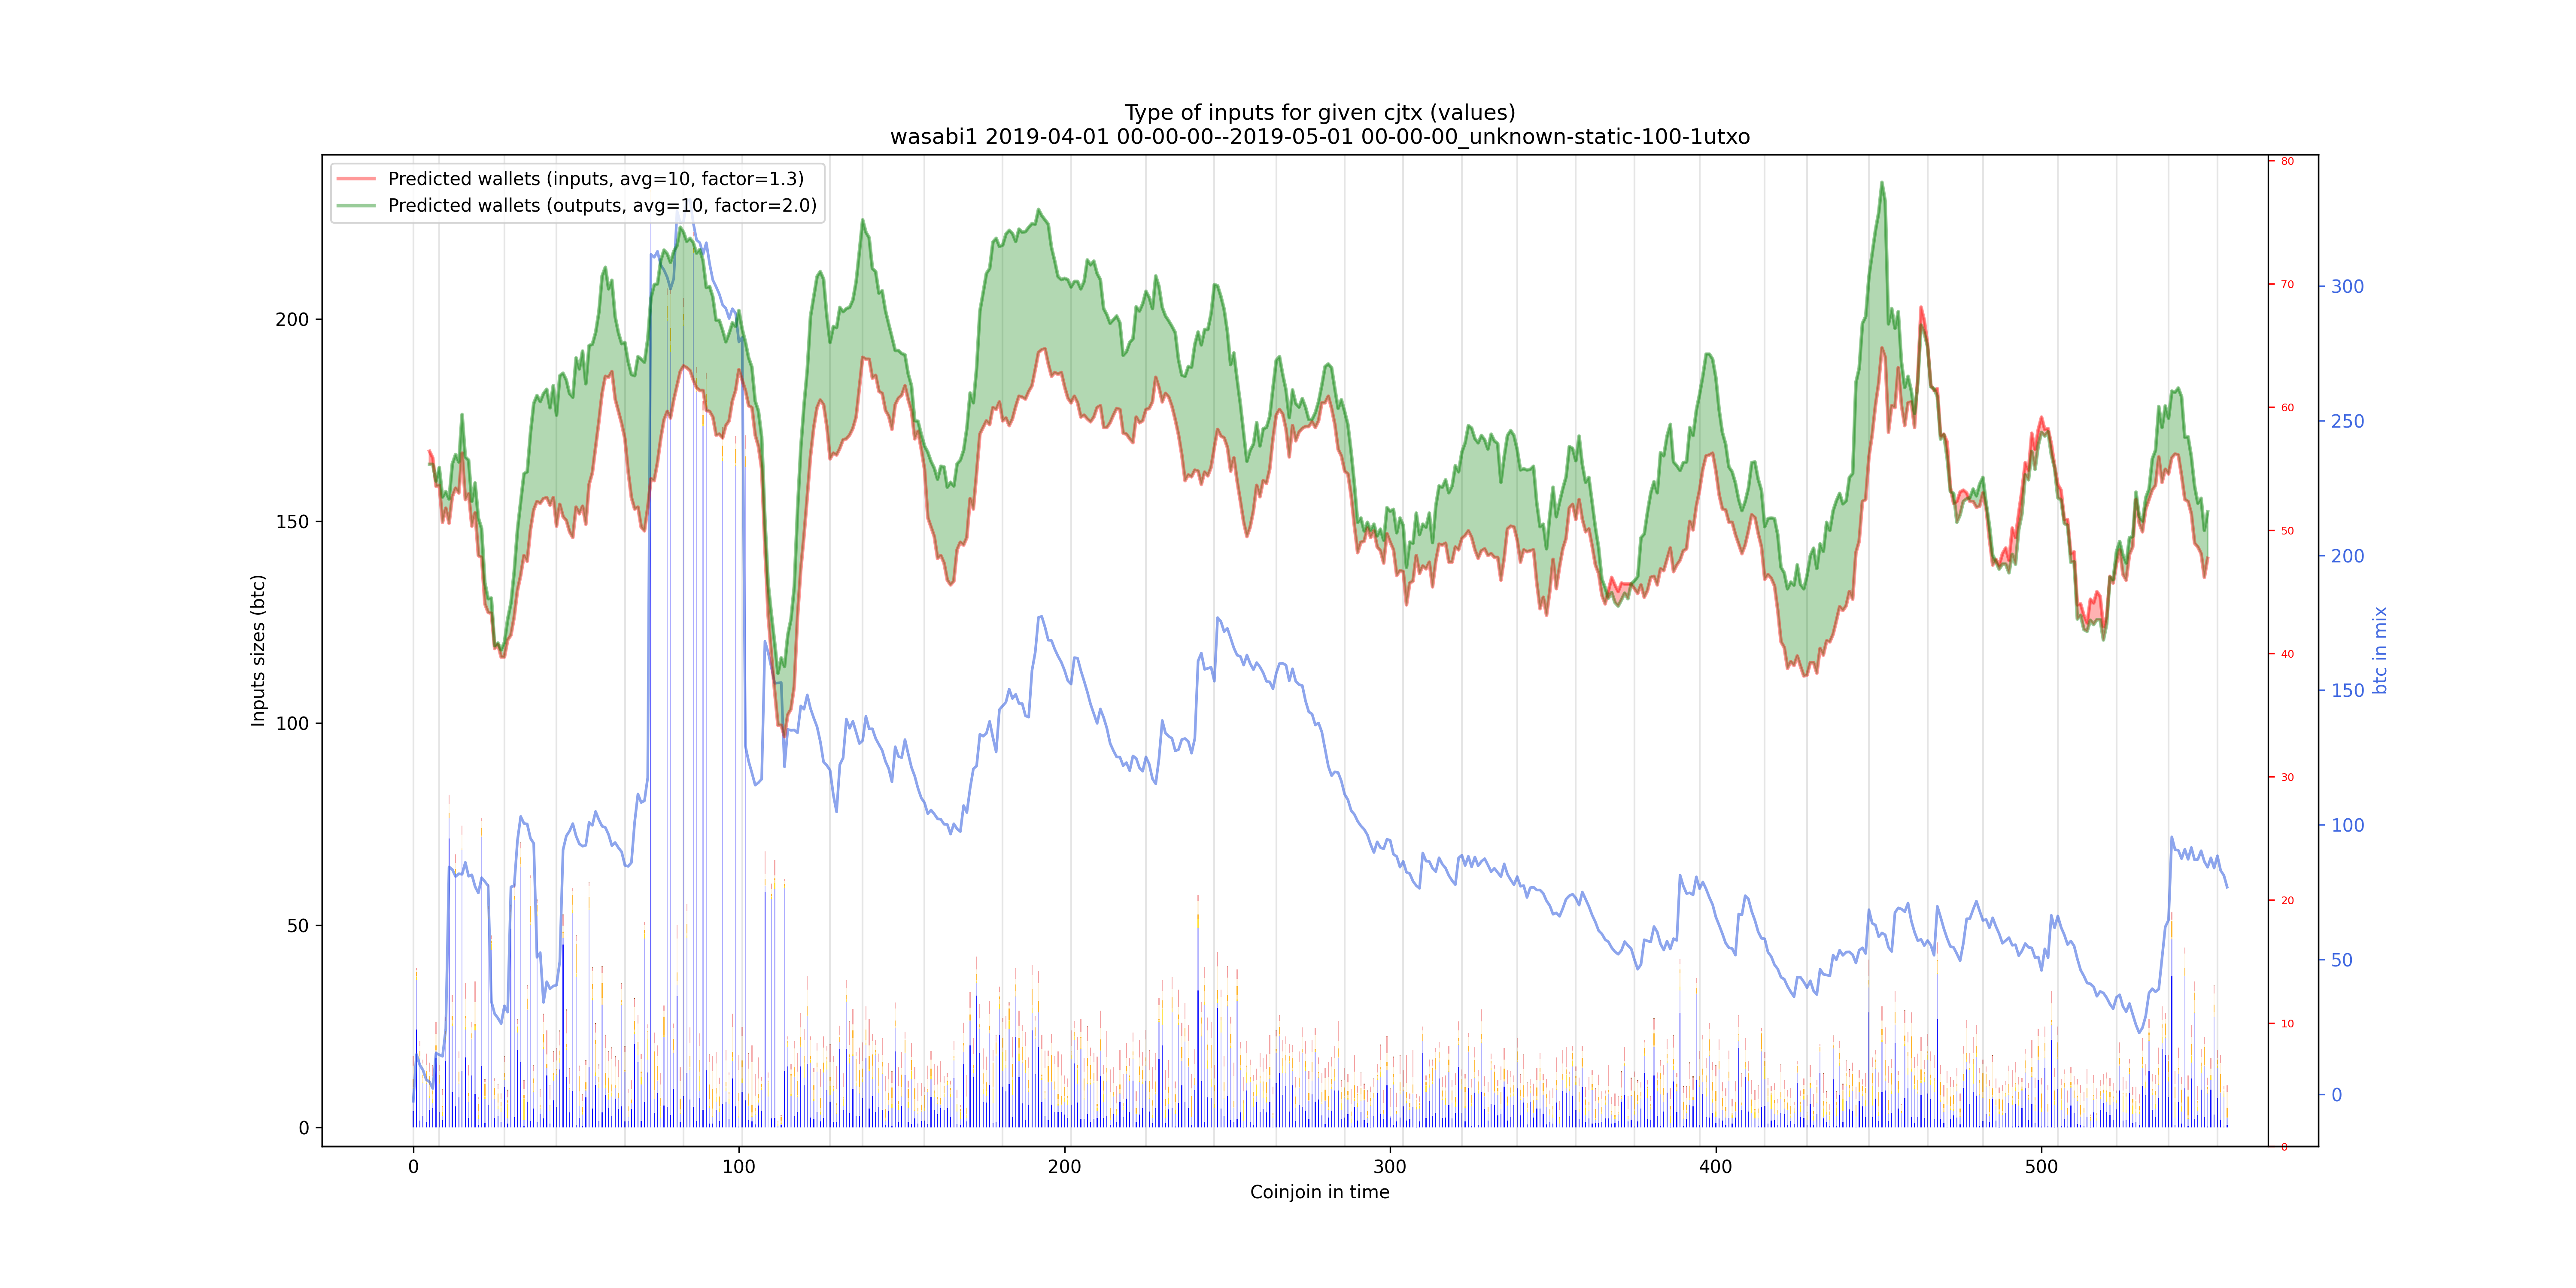 Type of inputs for given cjtx (values)
wasabi1 2019-04-01 00-00-00--2019-05-01 00-00-00_unknown-static-100-1utxo
Predicted wallets (inputs, avg=10, factor=1.3)
Predicted wallets (outputs, avg=10, factor=2.0)
Inputs sizes (btc)
200
150
100
50
0
0 100 200 300 400 500
Coinjoin in time
80
70
60
50
40
30
20
10
0
300
250
200
150
100
50
0
btc in mix